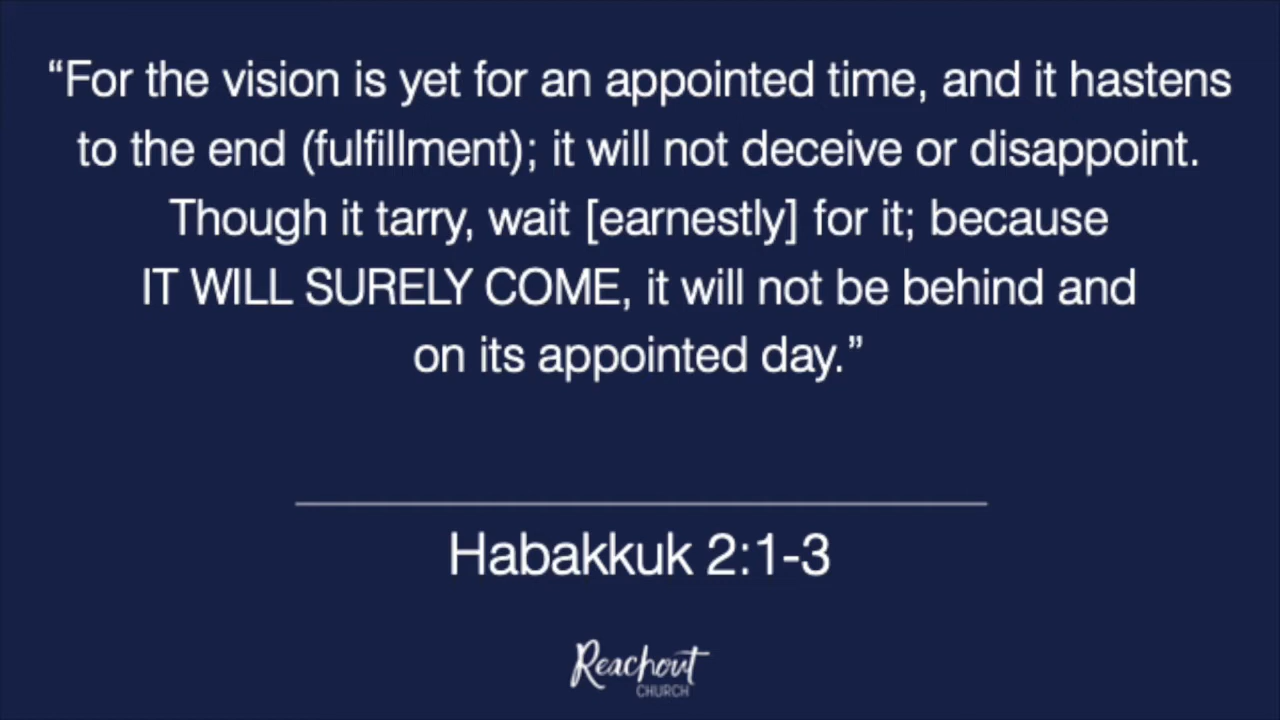 “For the vision is yet for an appointed time, and it hastens
to the end (fulfillment); it will not deceive or disappoint.
Though it tarry, wait [earnestly] for it; because
IT WILL SURELY COME, it will not be behind and
on its appointed day.”
Habakkuk 2:1-3
Reachout
CHURCH